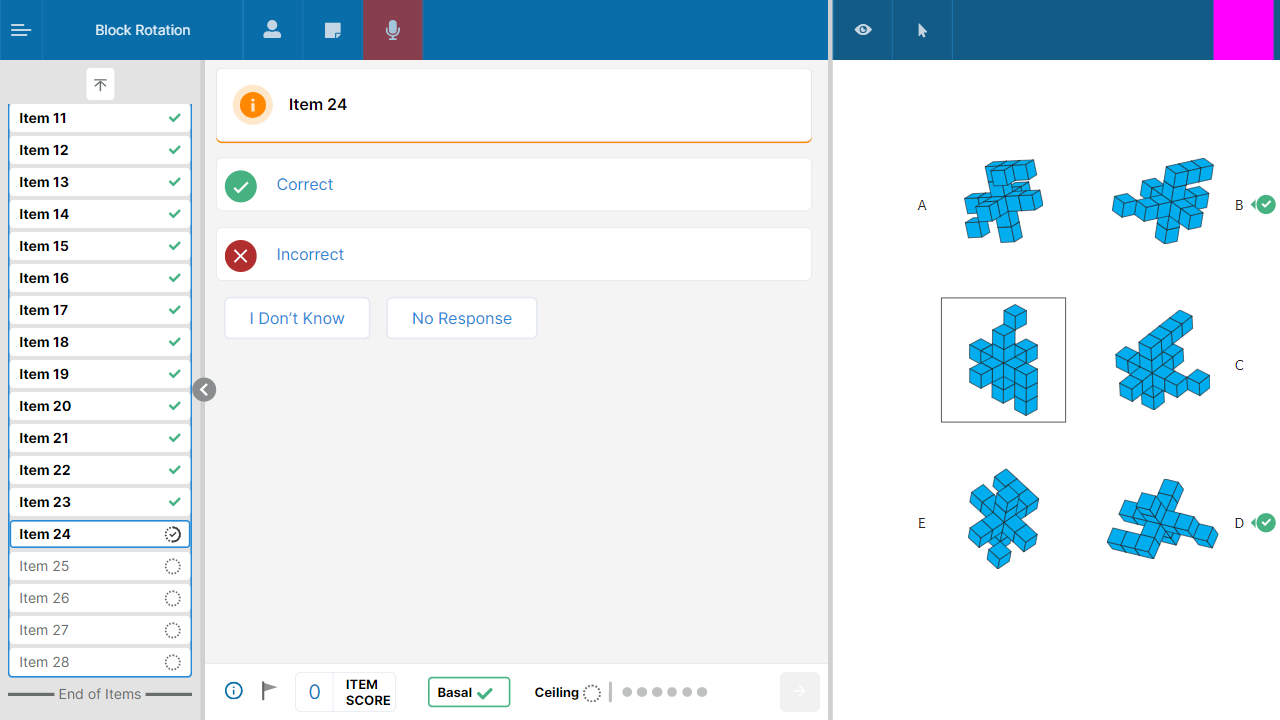 Block Rotation
Item 11
Item 12
Item 13
Item 14
Item 15
Item 16
Item 17
Item 18
Item 19
Item 20
Item 21
Item 22
Item 23
Item 24
Item 25
Item 26
Item 27
Item 28
End of Items
Item 24
Correct
Incorrect
I Don’t Know
No Response
0
ITEM
SCORE
Basal
Ceiling
A
B
C
E
D